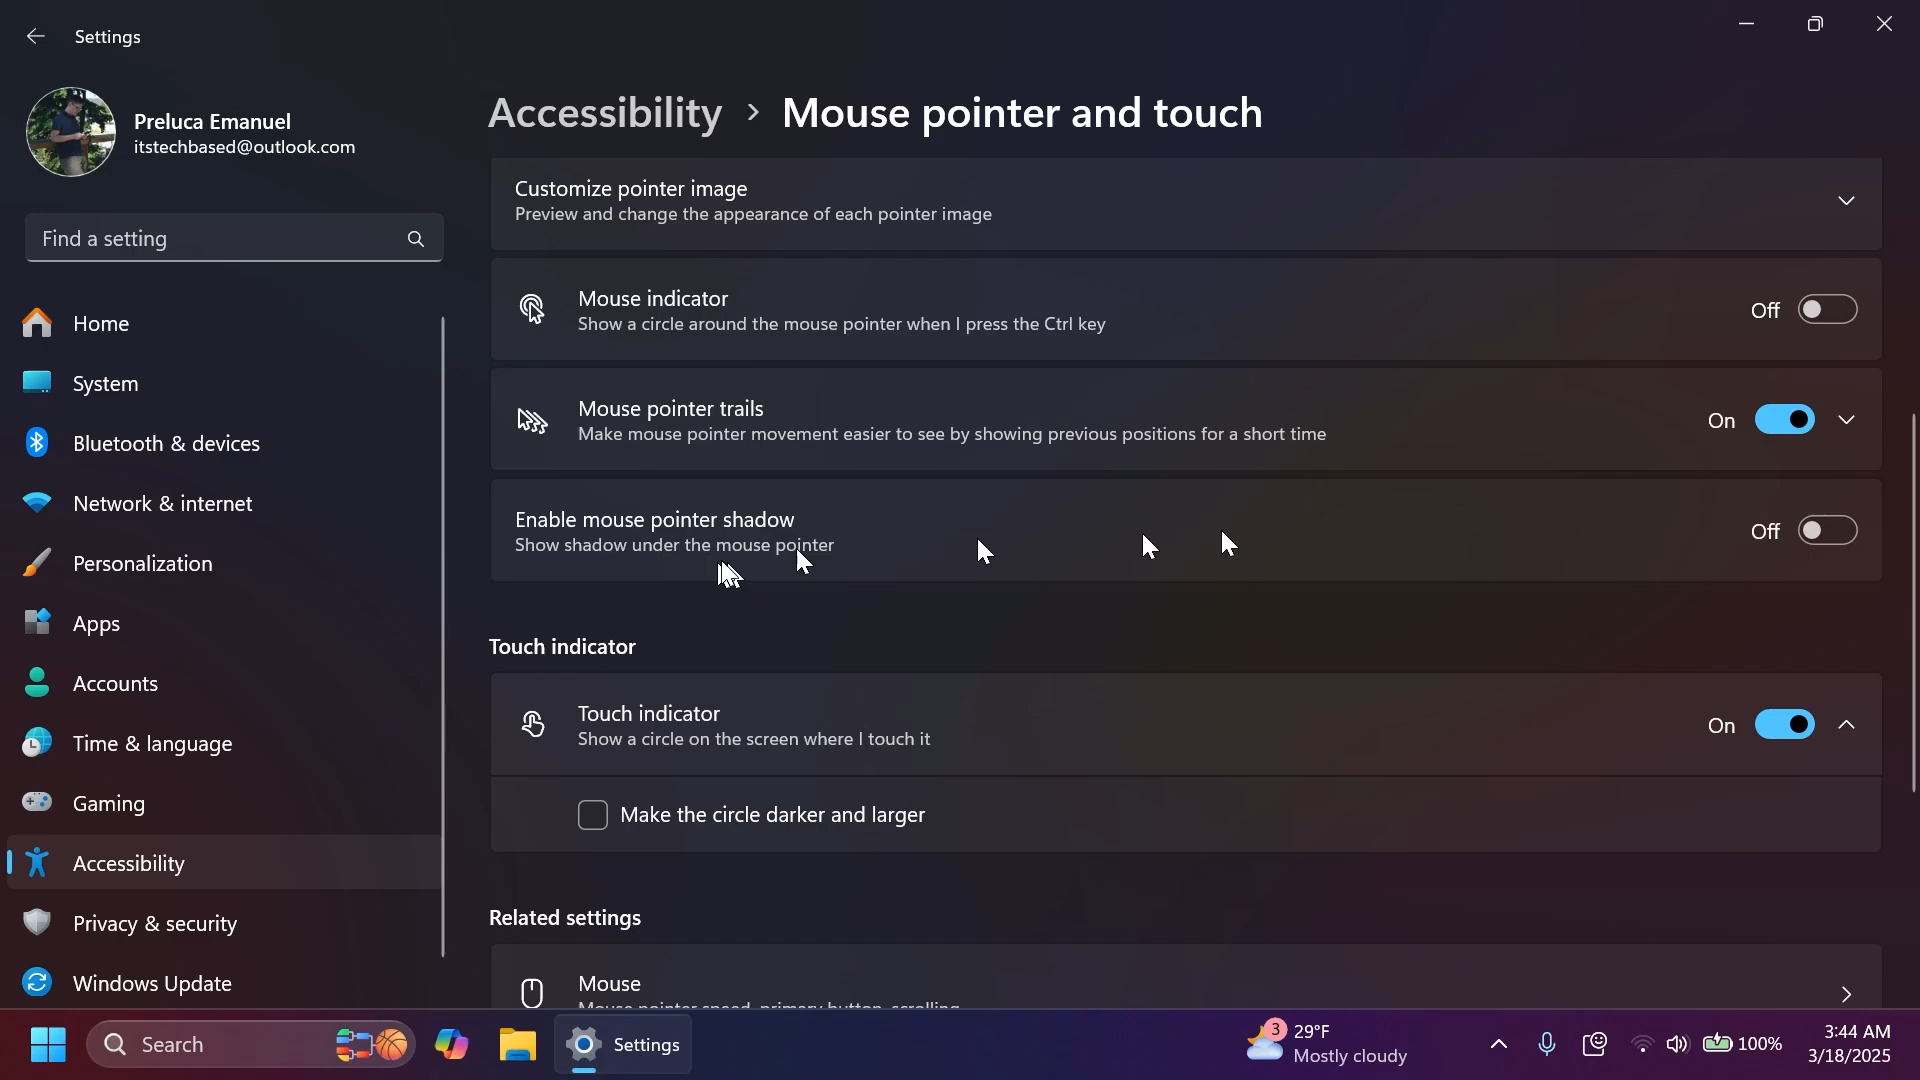 Settings
Preluca Emanuel
itstechbased@outlook.com
Find a setting
Home
System
Bluetooth & devices
Network & internet
Personalization
Apps
Accounts
Time & language
Gaming
Accessibility
Privacy & security
Windows Update
Accessibility › Mouse pointer and touch
Customize pointer image
Preview and change the appearance of each pointer image
Mouse indicator
Show a circle around the mouse pointer when I press the Ctrl key
Off
Mouse pointer trails
Make mouse pointer movement easier to see by showing previous positions for a short time
On
Enable mouse pointer shadow
Show shadow under the mouse pointer
Off
Touch indicator
Touch indicator
Show a circle on the screen where I touch it
On
Make the circle darker and larger
Related settings
Mouse
Mouse pointer speed, primary button, scrolling
Search
Settings
3
29°F
Mostly cloudy
100%
3:44 AM
3/18/2025